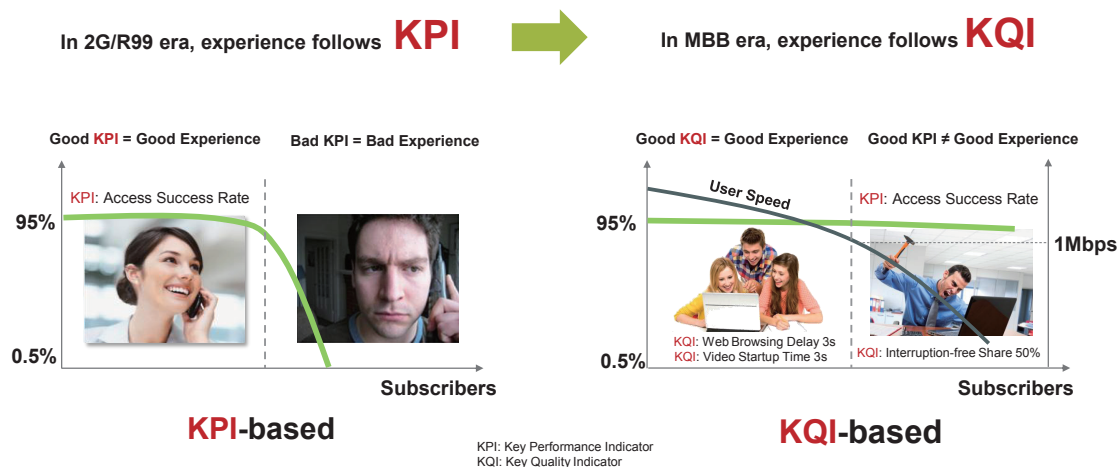 In 2G/R99 era, experience follows KPI
In MBB era, experience follows KQI
Good KPI = Good Experience
Bad KPI = Bad Experience
KPI: Access Success Rate
95%
0.5%
Subscribers
KPI-based
Good KQI = Good Experience
Good KPI ≠ Good Experience
User Speed
KPI: Access Success Rate
95%
1Mbps
KQI: Web Browsing Delay 3s
KQI: Video Startup Time 3s
KQI: Interruption-free Share 50%
0.5%
Subscribers
KQI-based
KPI: Key Performance Indicator
KQI: Key Quality Indicator